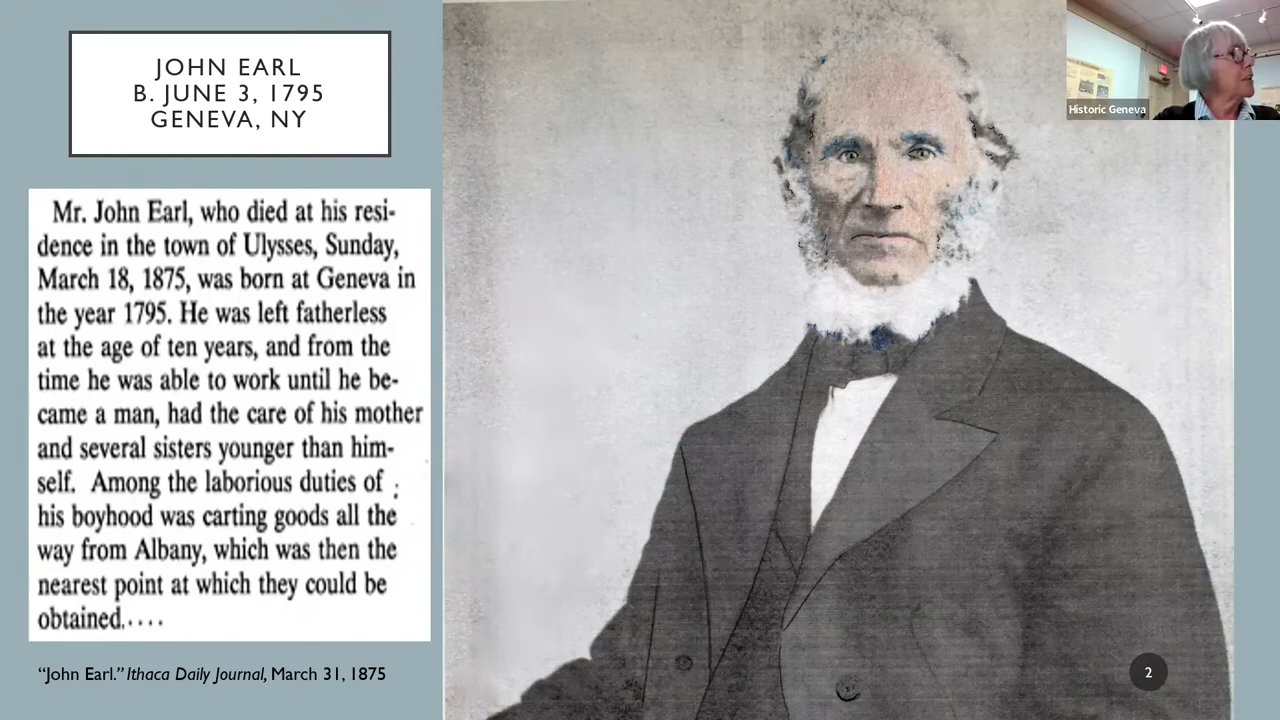 JOHN EARL
B. JUNE 3, 1795
GENEVA, NY
Mr. John Earl, who died at his resi-
dence in the town of Ulysses, Sunday,
March 18, 1875, was born at Geneva in
the year 1795. He was left fatherless
at the age of ten years, and from the
time he was able to work until he be-
came a man, had the care of his mother
and several sisters younger than him-
self. Among the laborious duties of
his boyhood was carting goods all the
way from Albany, which was then the
nearest point at which they could be
obtained.. . . .
“John Earl.” Ithaca Daily Journal, March 31, 1875
Historic Geneva
2